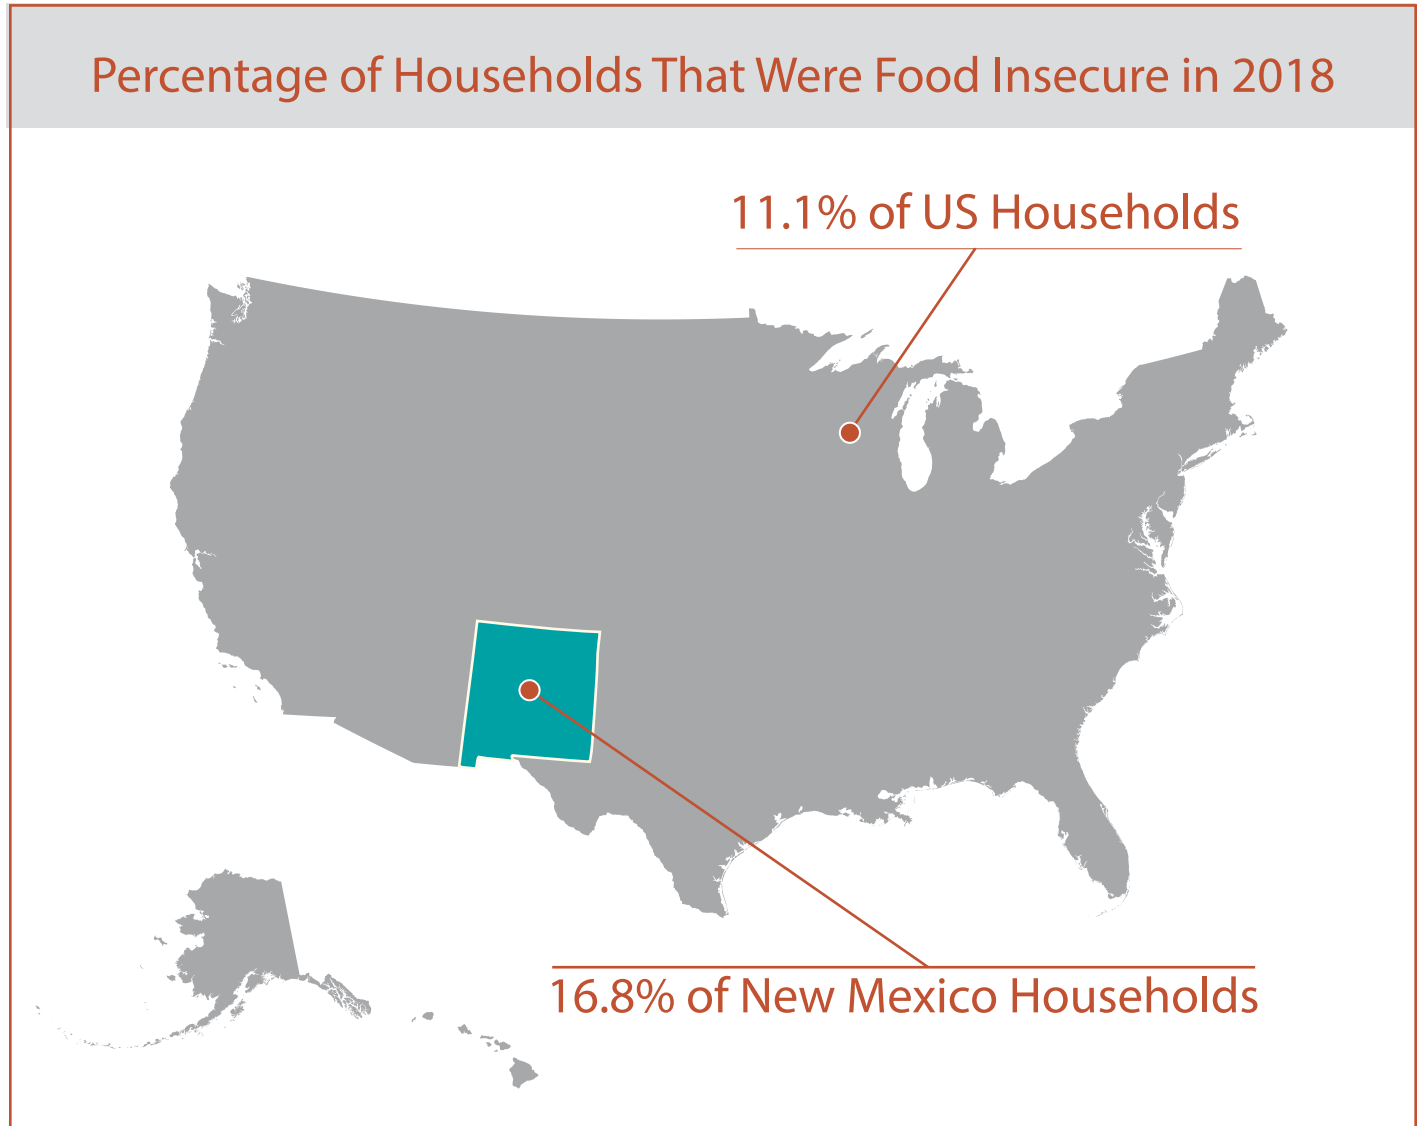 Percentage of Households That Were Food Insecure in 2018
11.1% of US Households
16.8% of New Mexico Households